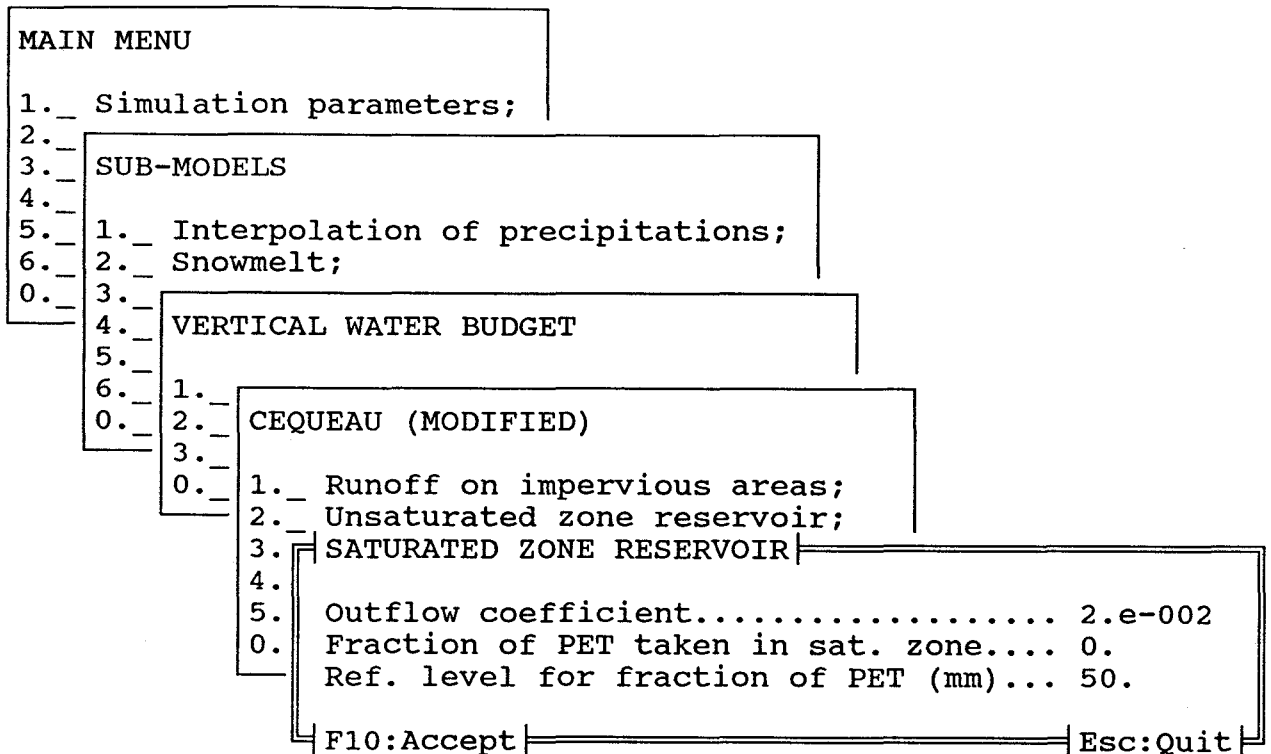 MAIN MENU
1._ Simulation parameters;
2._
3._
4._
5._
6._
0._
SUB-MODELS
1._ Interpolation of precipitations;
2._ Snowmelt;
3._
4._
5._
6._
0._
VERTICAL WATER BUDGET
1._
2._
3._
0._
CEQUEAU (MODIFIED)
1._ Runoff on impervious areas;
2._ Unsaturated zone reservoir;
3.
4.
5.
0.
SATURATED ZONE RESERVOIR
Outflow coefficient................... 2.e-002
Fraction of PET taken in sat. zone.... 0.
Ref. level for fraction of PET (mm)... 50.
F10:Accept
Esc:Quit